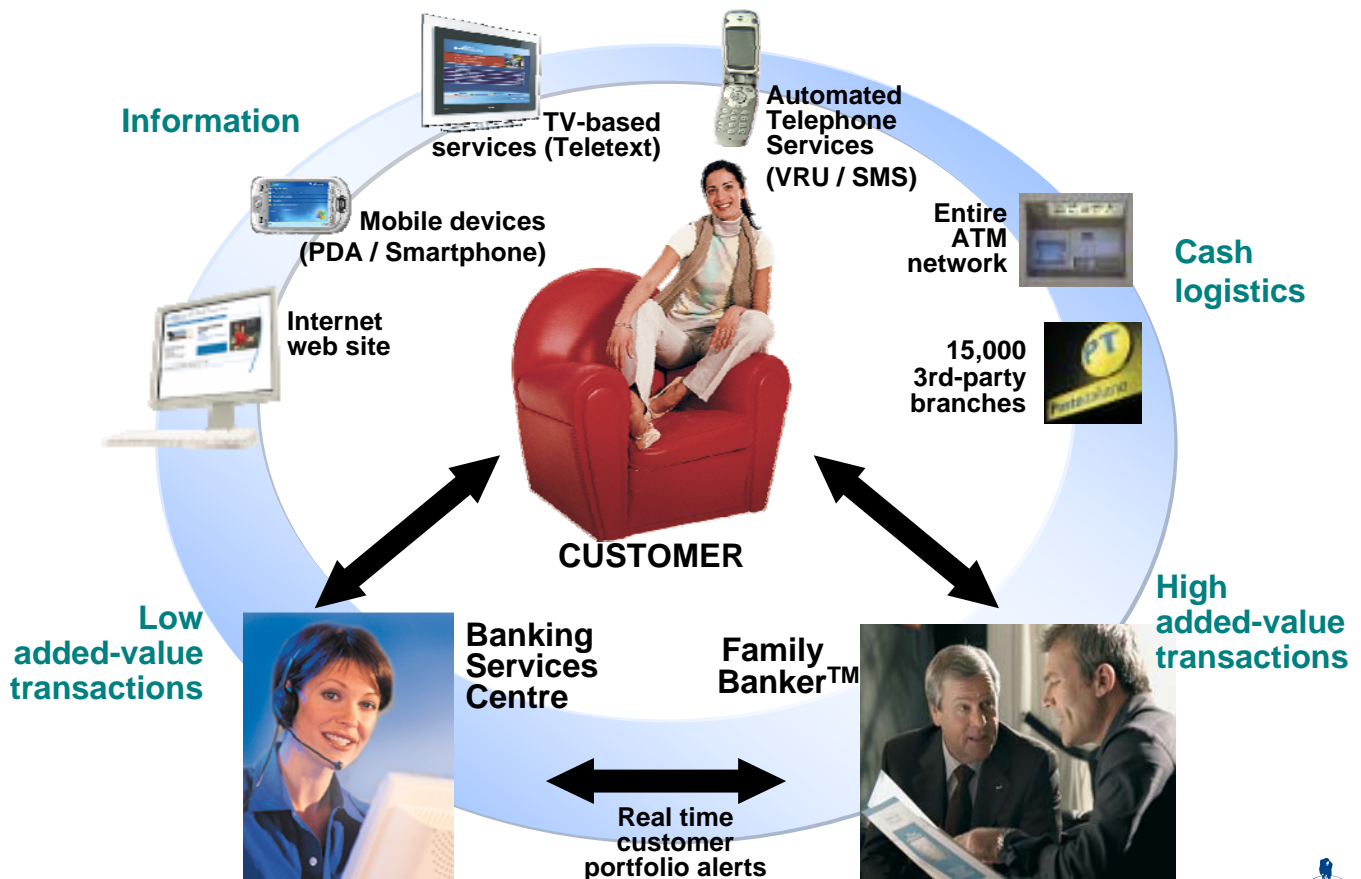 Information
TV-based
services (Teletext)
Automated
Telephone
Services
(VRU / SMS)
Mobile devices
(PDA / Smartphone)
Entire
ATM
network
Cash
logistics
Internet
web site
15,000
3rd-party
branches
PT
CUSTOMER
Low
added-value
transactions
Banking
Services
Centre
Family
Banker™
High
added-value
transactions
Real time
customer
portfolio alerts